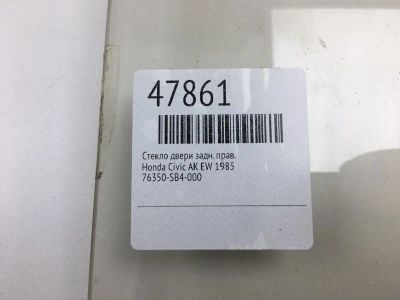 47861
Стекло двери задн. прав.
Honda Civic AK EW 1985
76350-SB4-000